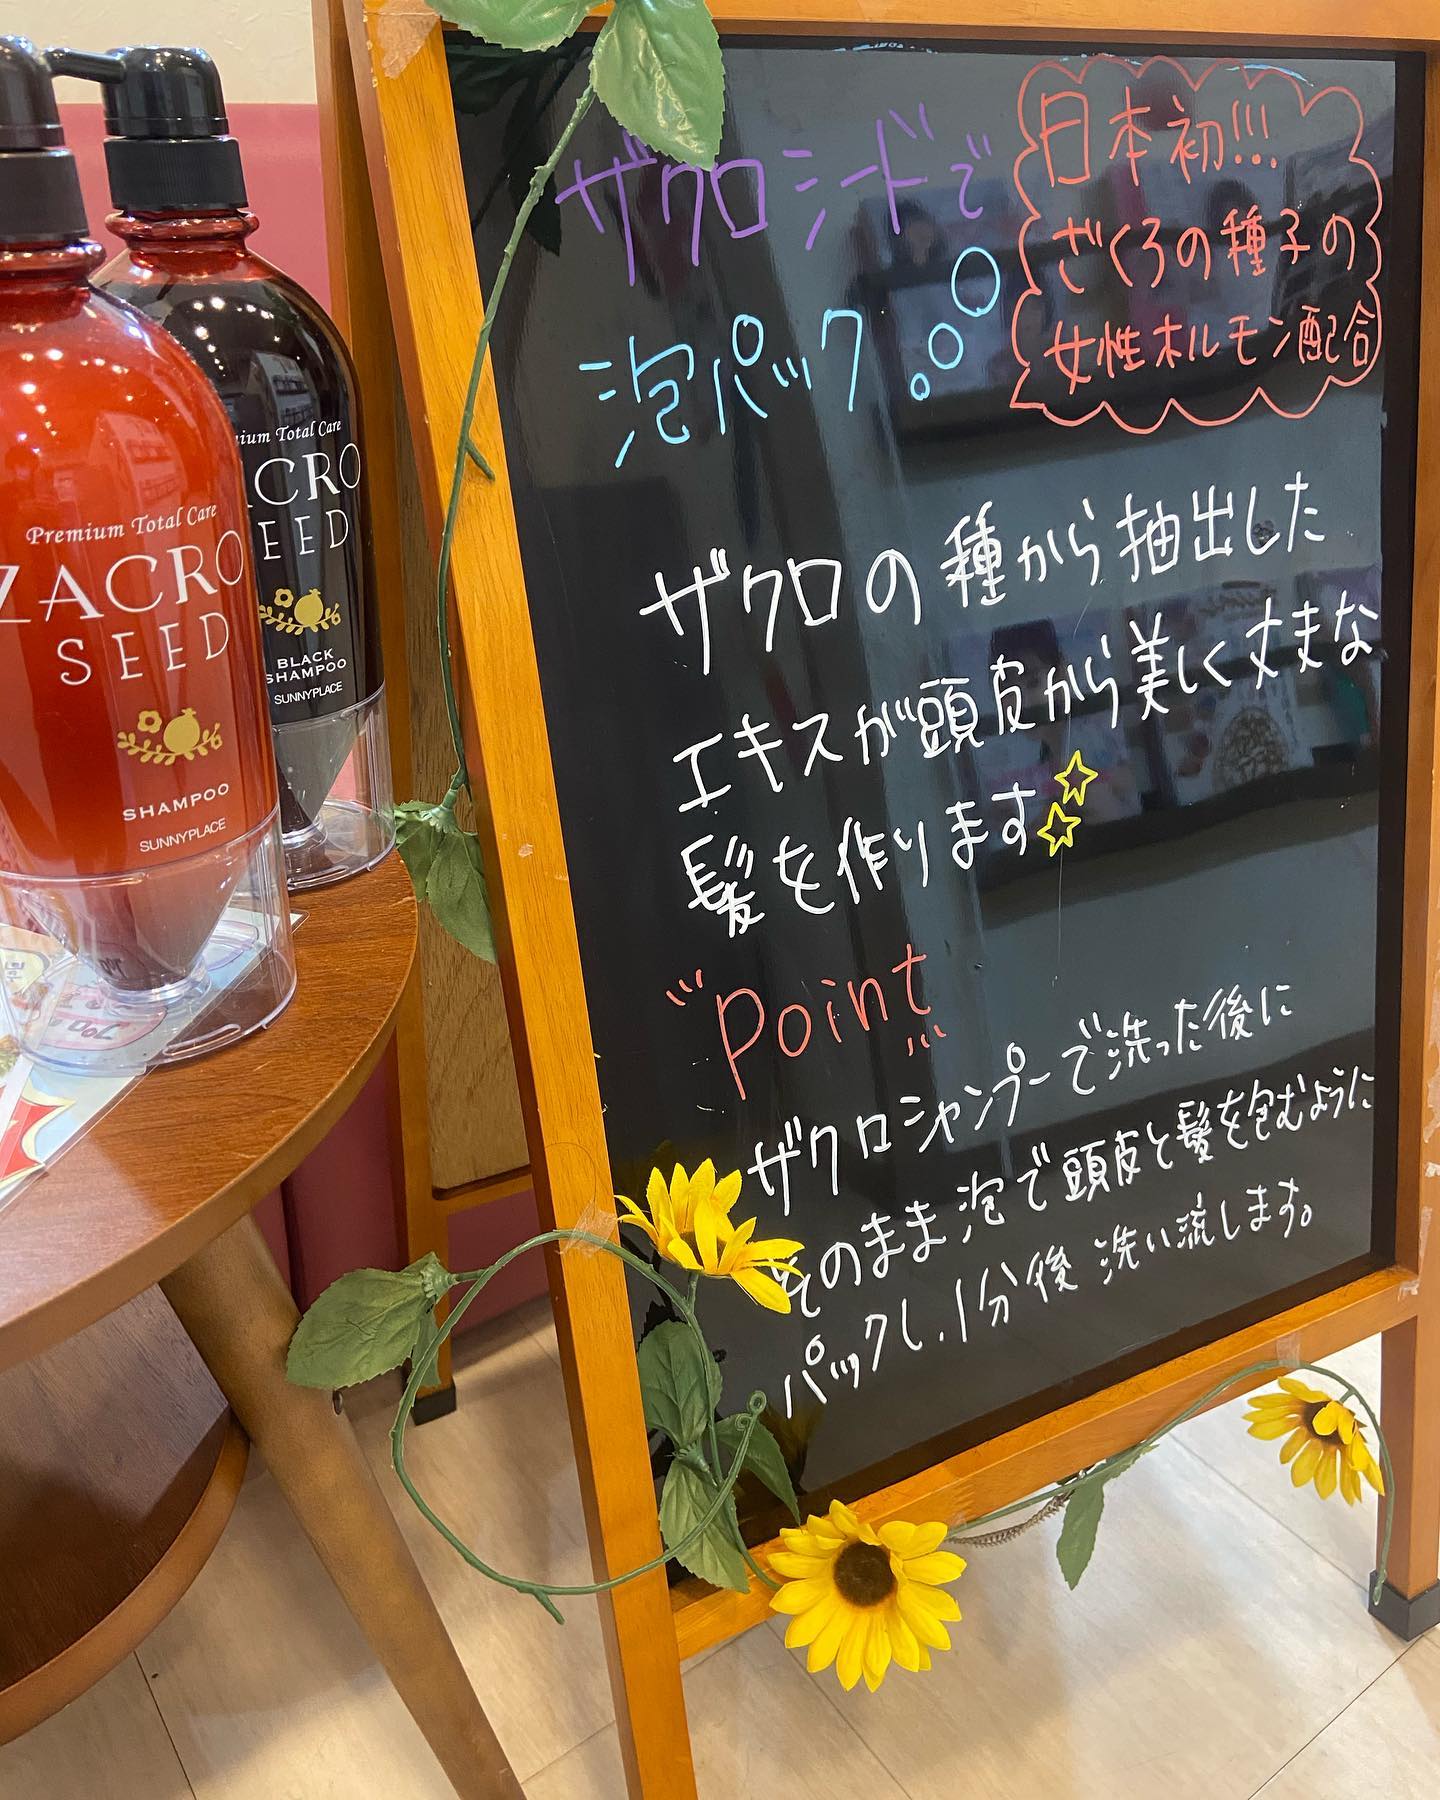 ザクロシードで
泡パック
日本初!!!
ざくろの種子の
女性ホルモン配合
ザクロの種から抽出した
エキスが頭皮から美しく丈夫な
髪を作ります☆☆
Point
ザクロシャンプーで洗った後に
そのまま泡で頭皮と髪を包むように
パックし、1分後洗い流します。
Premium Total Care
ZACRO
SEED
SHAMPOO
SUNNYPLACE
ium Total Care
ACRO
EED
BLACK
SHAMPOO
SUNNYPLACE